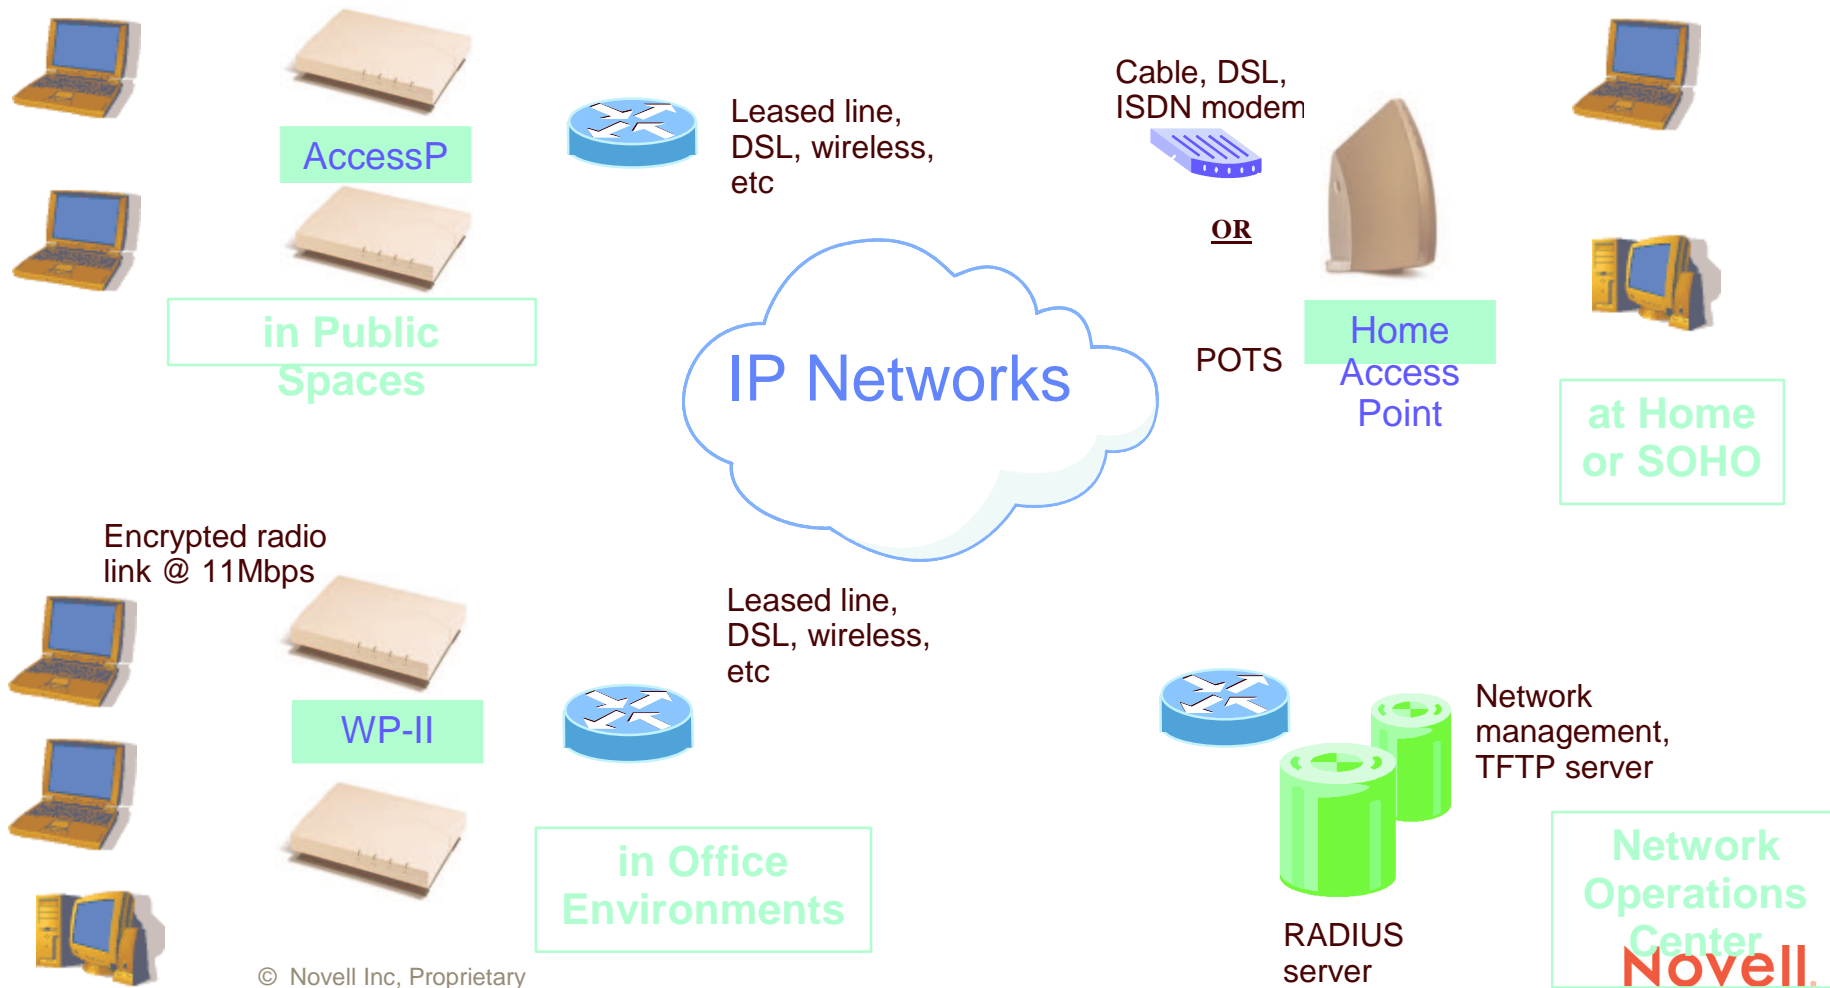 AccessP
Leased line,
DSL, wireless,
etc
Cable, DSL,
ISDN modem
OR
in Public
Spaces
IP Networks
POTS
Home
Access
Point
at Home
or SOHO
Encrypted radio
link @ 11Mbps
Leased line,
DSL, wireless,
etc
WP-II
in Office
Environments
Network
management,
TFTP server
RADIUS
server
Network
Operations
Center
© Novell Inc, Proprietary
Novell.